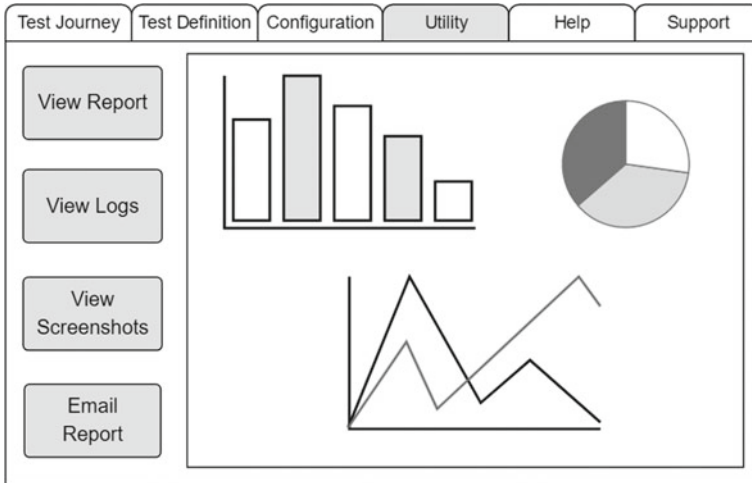 Test Journey
Test Definition
Configuration
Utility
Help
Support
View Report
View Logs
View
Screenshots
Email
Report